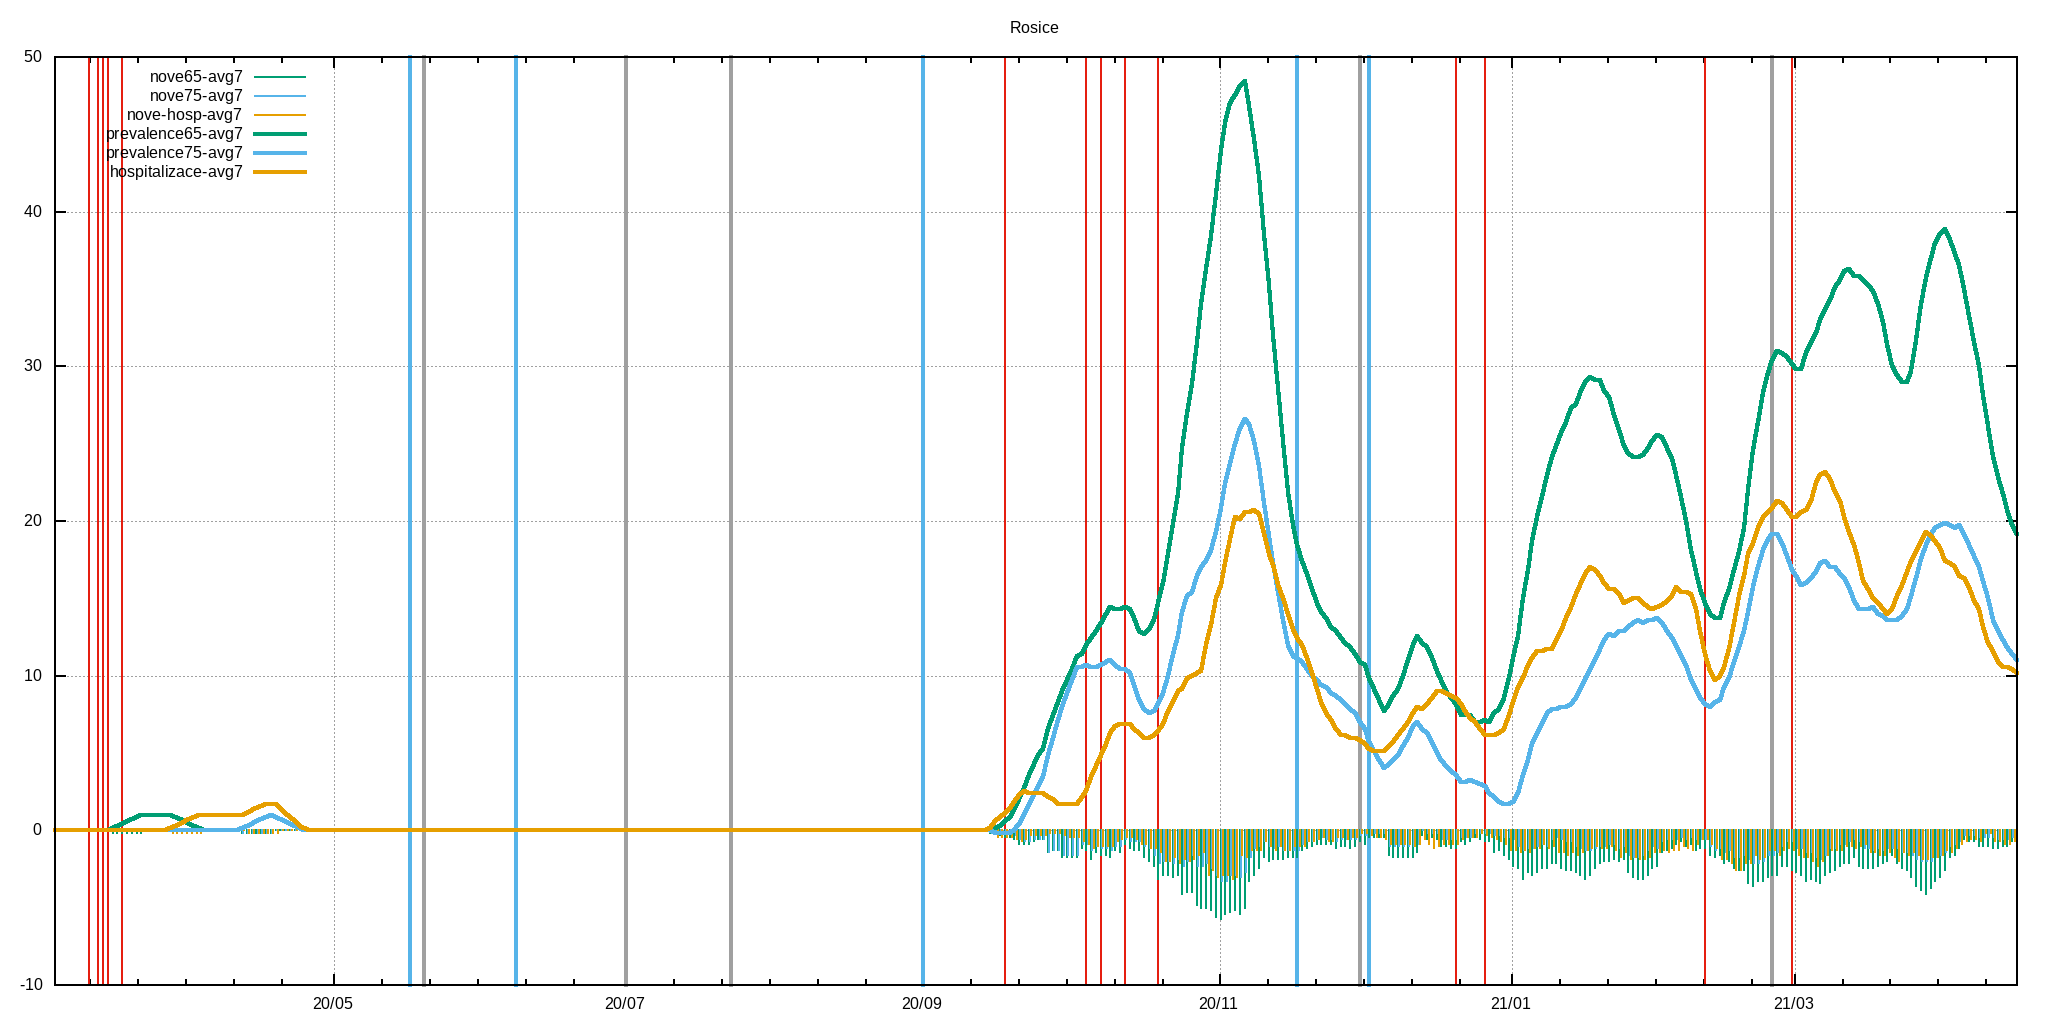 Rosice
50
nove65-avg7
nove75-avg7
nove-hosp-avg7
prevalence65-avg7
prevalence75-avg7
hospitalizace-avg7
40
30
20
10
0
-10
20/05 20/07 20/09 20/11 21/01 21/03